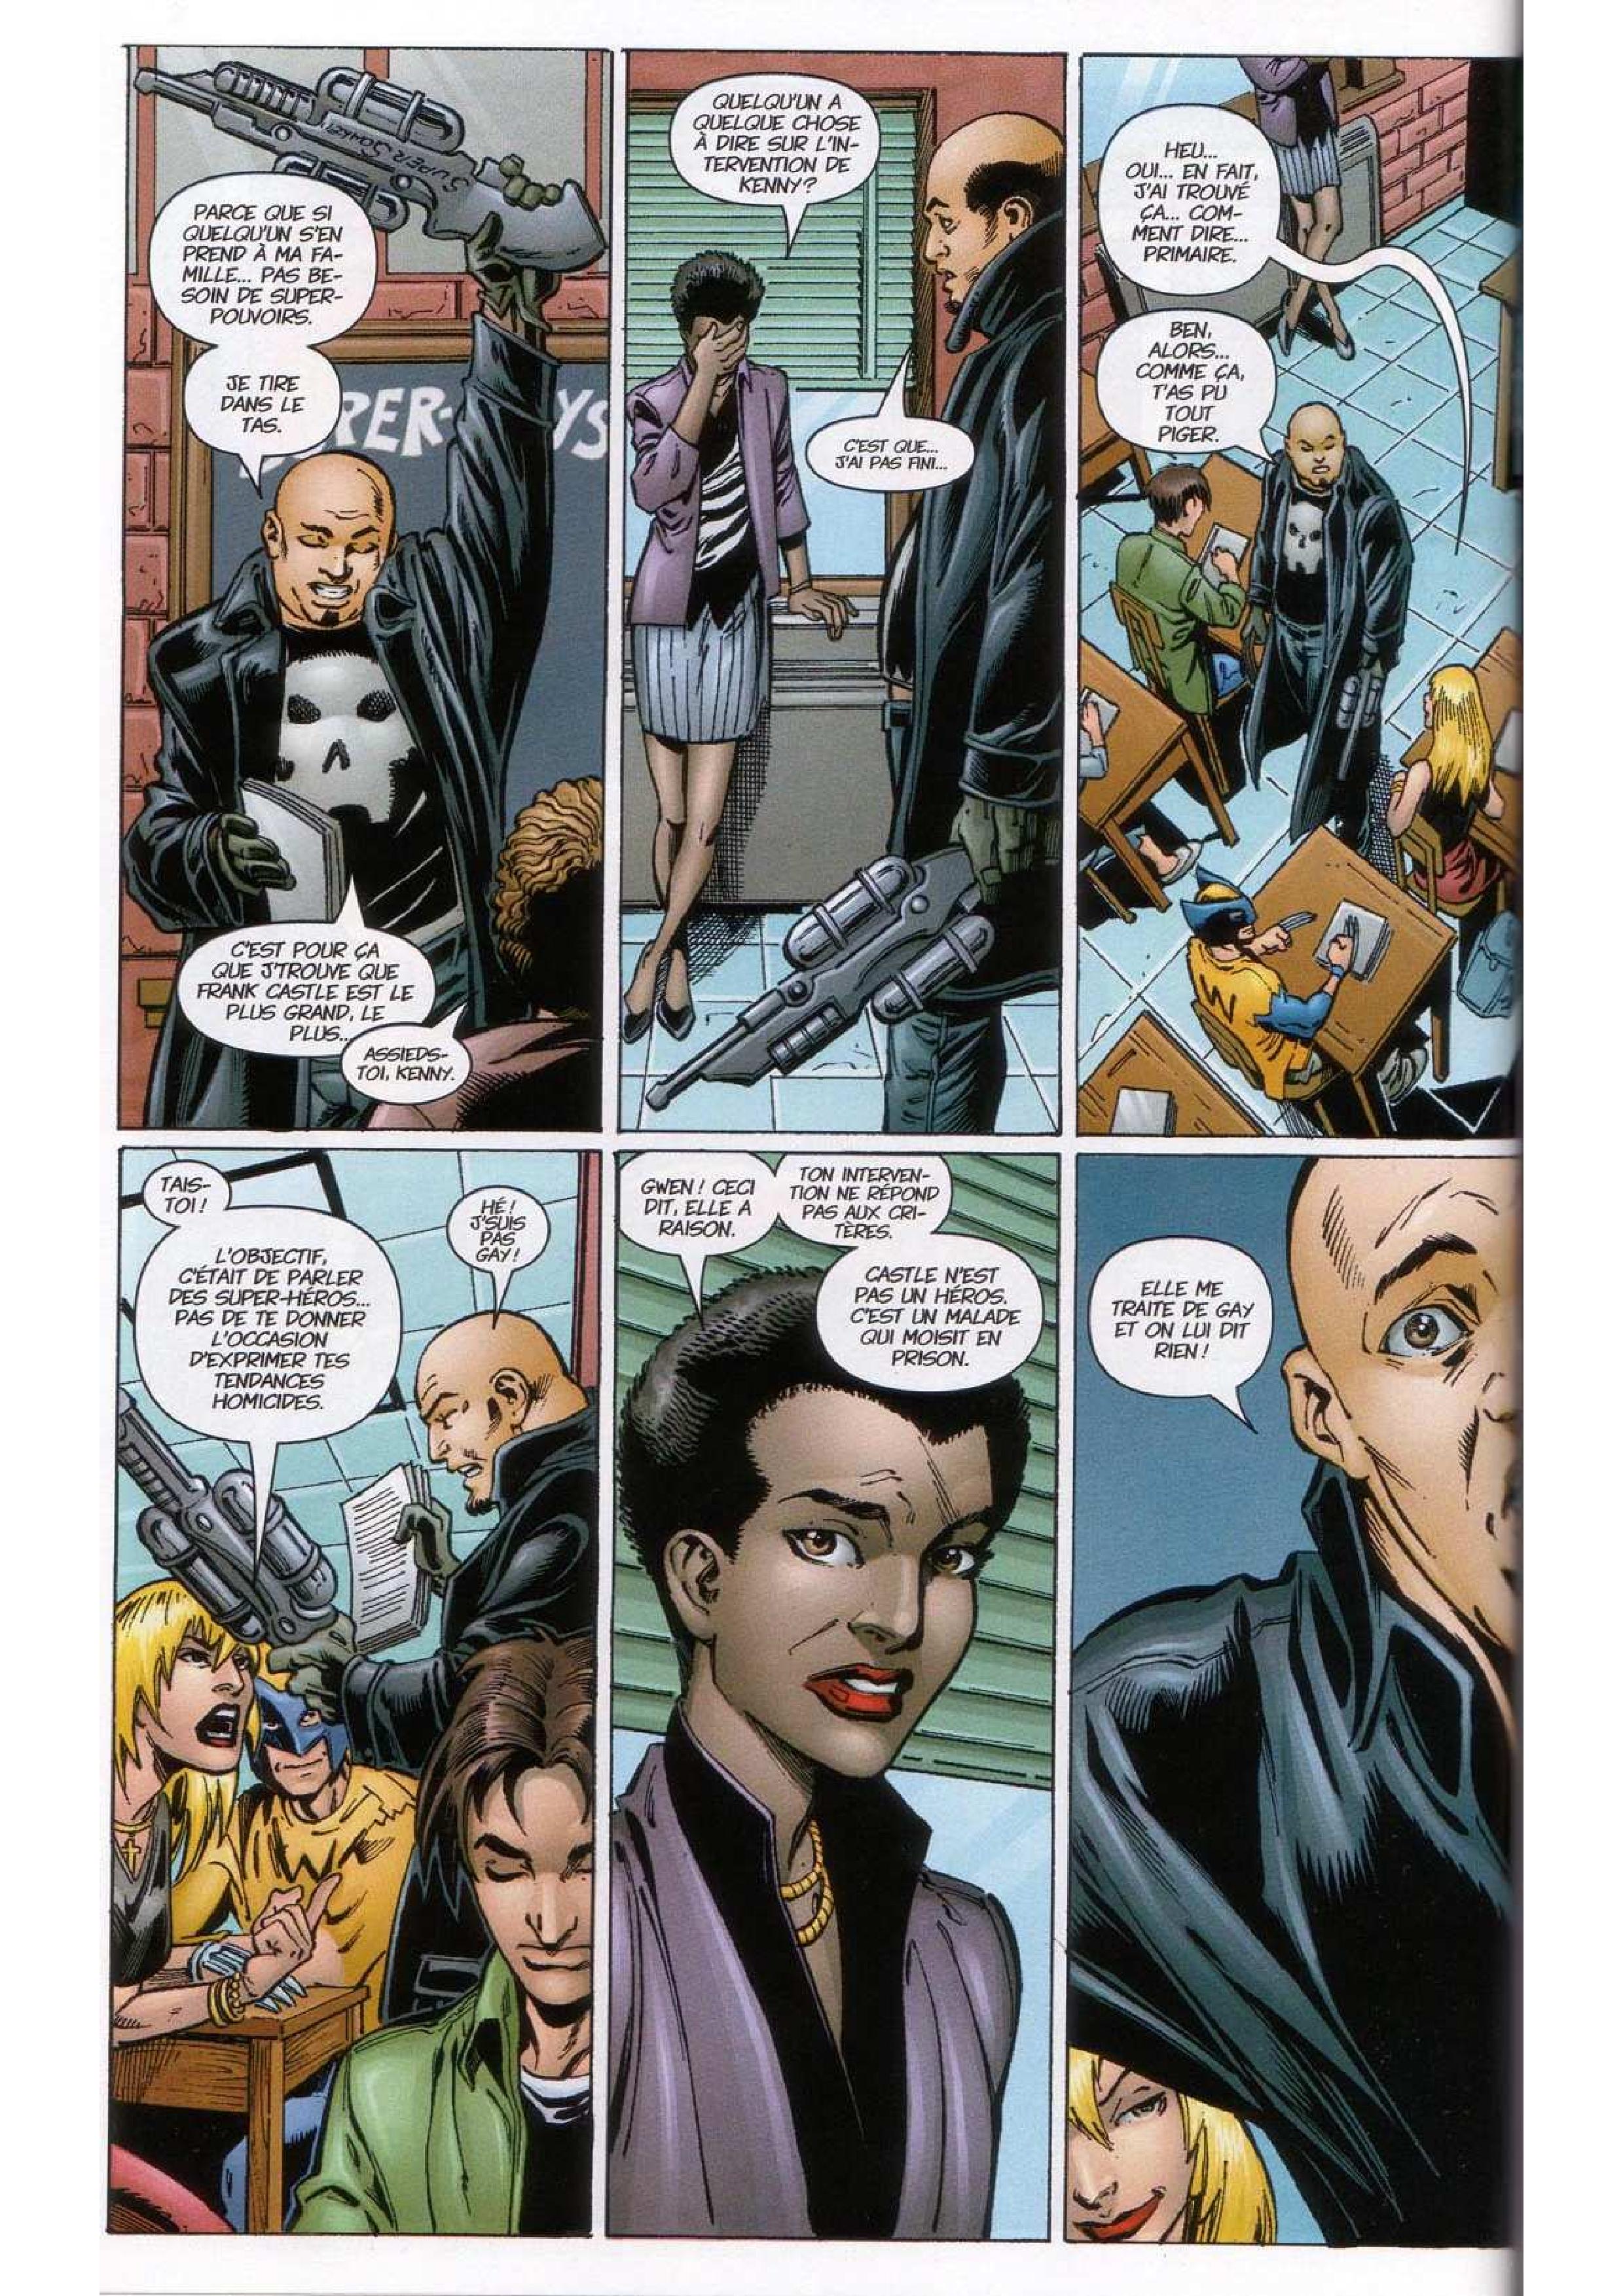 SUPER SOAKER
PARCE QUE SI
QUELQU'UN S'EN
PREND À MA FA-
MILLE... PAS BE-
SOIN DE SUPER-
POUVOIRS.
JE TIRE
DANS LE
TAS.
PER- YS
C'EST POUR ÇA
QUE J'TROUVE QUE
FRANK CASTLE EST LE
PLUS GRAND, LE
PLUS..
ASSIEDS-
TOI, KENNY.
QUELQU'UN A
QUELQUE CHOSE
À DIRE SUR L'IN-
TERVENTION DE
KENNY?
C'EST QUE...
J'AI PAS FINI...
HEU...
OUI... EN FAIT,
J'AI TROUVÉ
ÇA... COM-
MENT DIRE...
PRIMAIRE.
BEN,
ALORS...
COMME ÇA,
T'AS PU
TOUT
PIGER.
W
TAIS-
TOI!
L'OBJECTIF,
C'ÉTAIT DE PARLER
DES SUPER-HÉROS...
PAS DE TE DONNER
L'OCCASION
D'EXPRIMER TES
TENDANCES
HOMICIDES.
HÉ!
J'SUIS
PAS
GAY!
W
GWEN! CECI
DIT, ELLE A
RAISON.
TON INTERVEN-
TION NE RÉPOND
PAS AUX CRI-
TÈRES.
CASTLE N'EST
PAS UN HÉROS.
C'EST UN MALADE
QUI MOISIT EN
PRISON.
ELLE ME
TRAITE DE GAY
ET ON LUI DIT
RIEN!